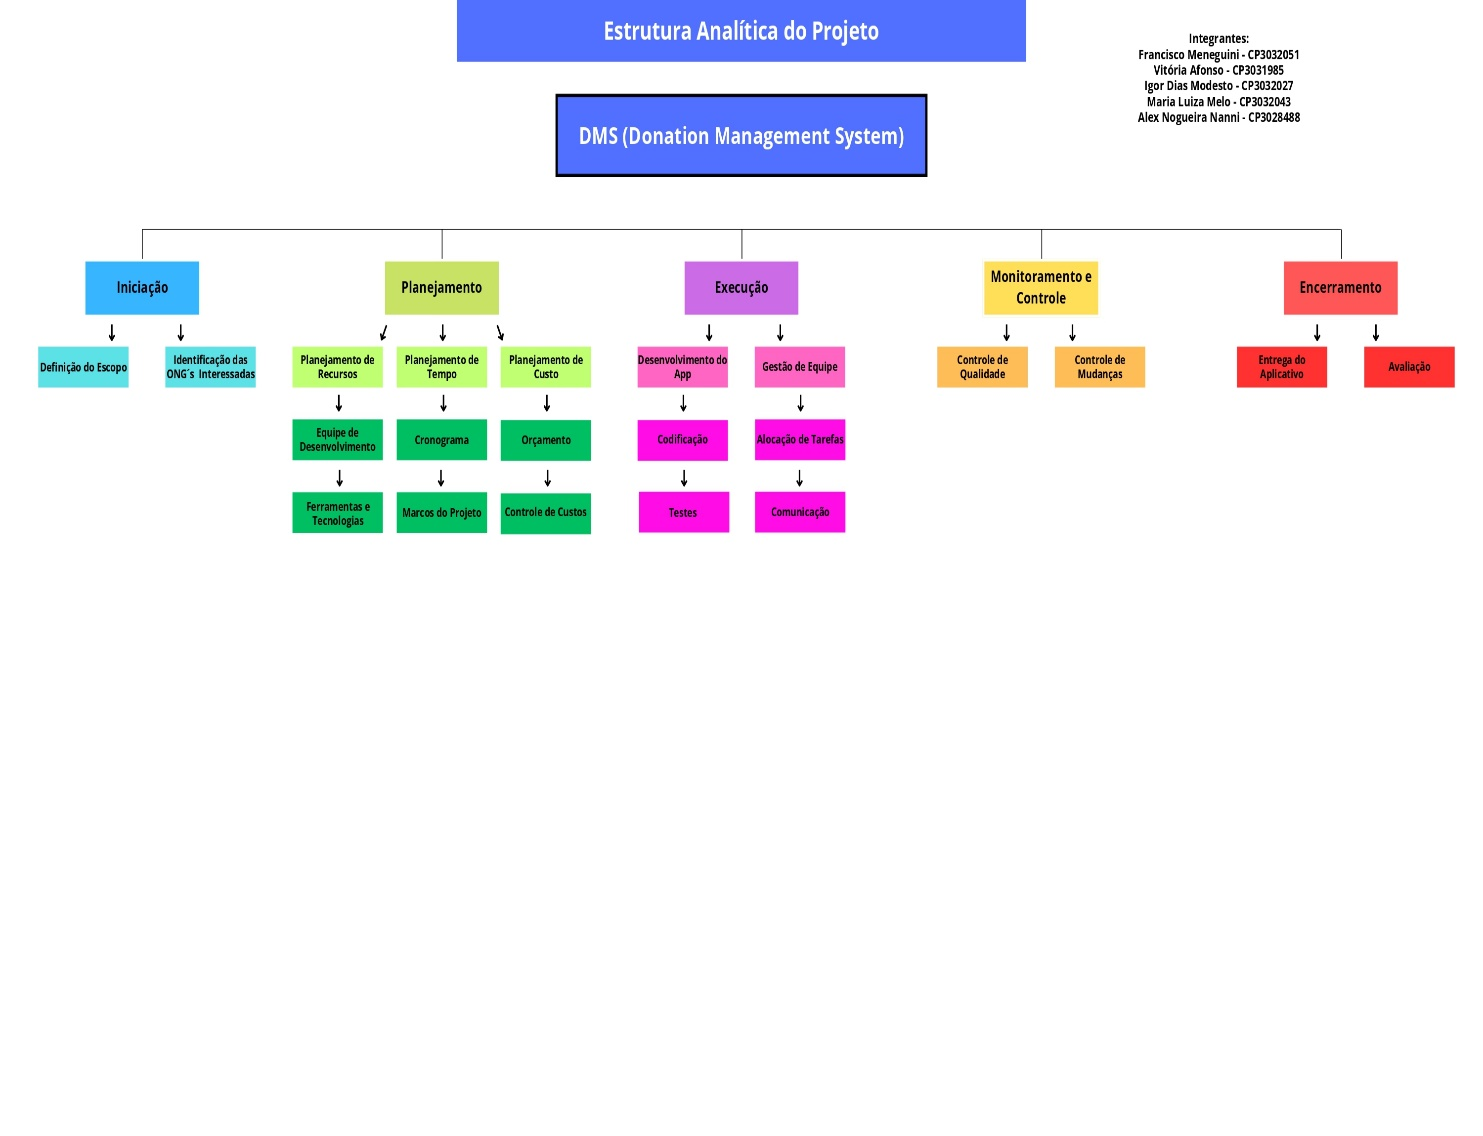 Estrutura Analítica do Projeto
Integrantes:
Francisco Meneguini - CP3032051
Vitória Afonso - CP3031985
Igor Dias Modesto - CP3032027
Maria Luiza Melo - CP3032043
Alex Nogueira Nanni - CP3028488
DMS (Donation Management System)
Iniciação
Planejamento
Execução
Monitoramento e
Controle
Encerramento
Definição do Escopo
Identificação das
ONG´s  Interessadas
Planejamento de
Recursos
Planejamento de
Tempo
Planejamento de
Custo
Desenvolvimento do
App
Gestão de Equipe
Controle de
Qualidade
Controle de
Mudanças
Entrega do
Aplicativo
Avaliação
Equipe de
Desenvolvimento
Cronograma
Orçamento
Codificação
Alocação de Tarefas
Ferramentas e
Tecnologias
Marcos do Projeto
Controle de Custos
Testes
Comunicação